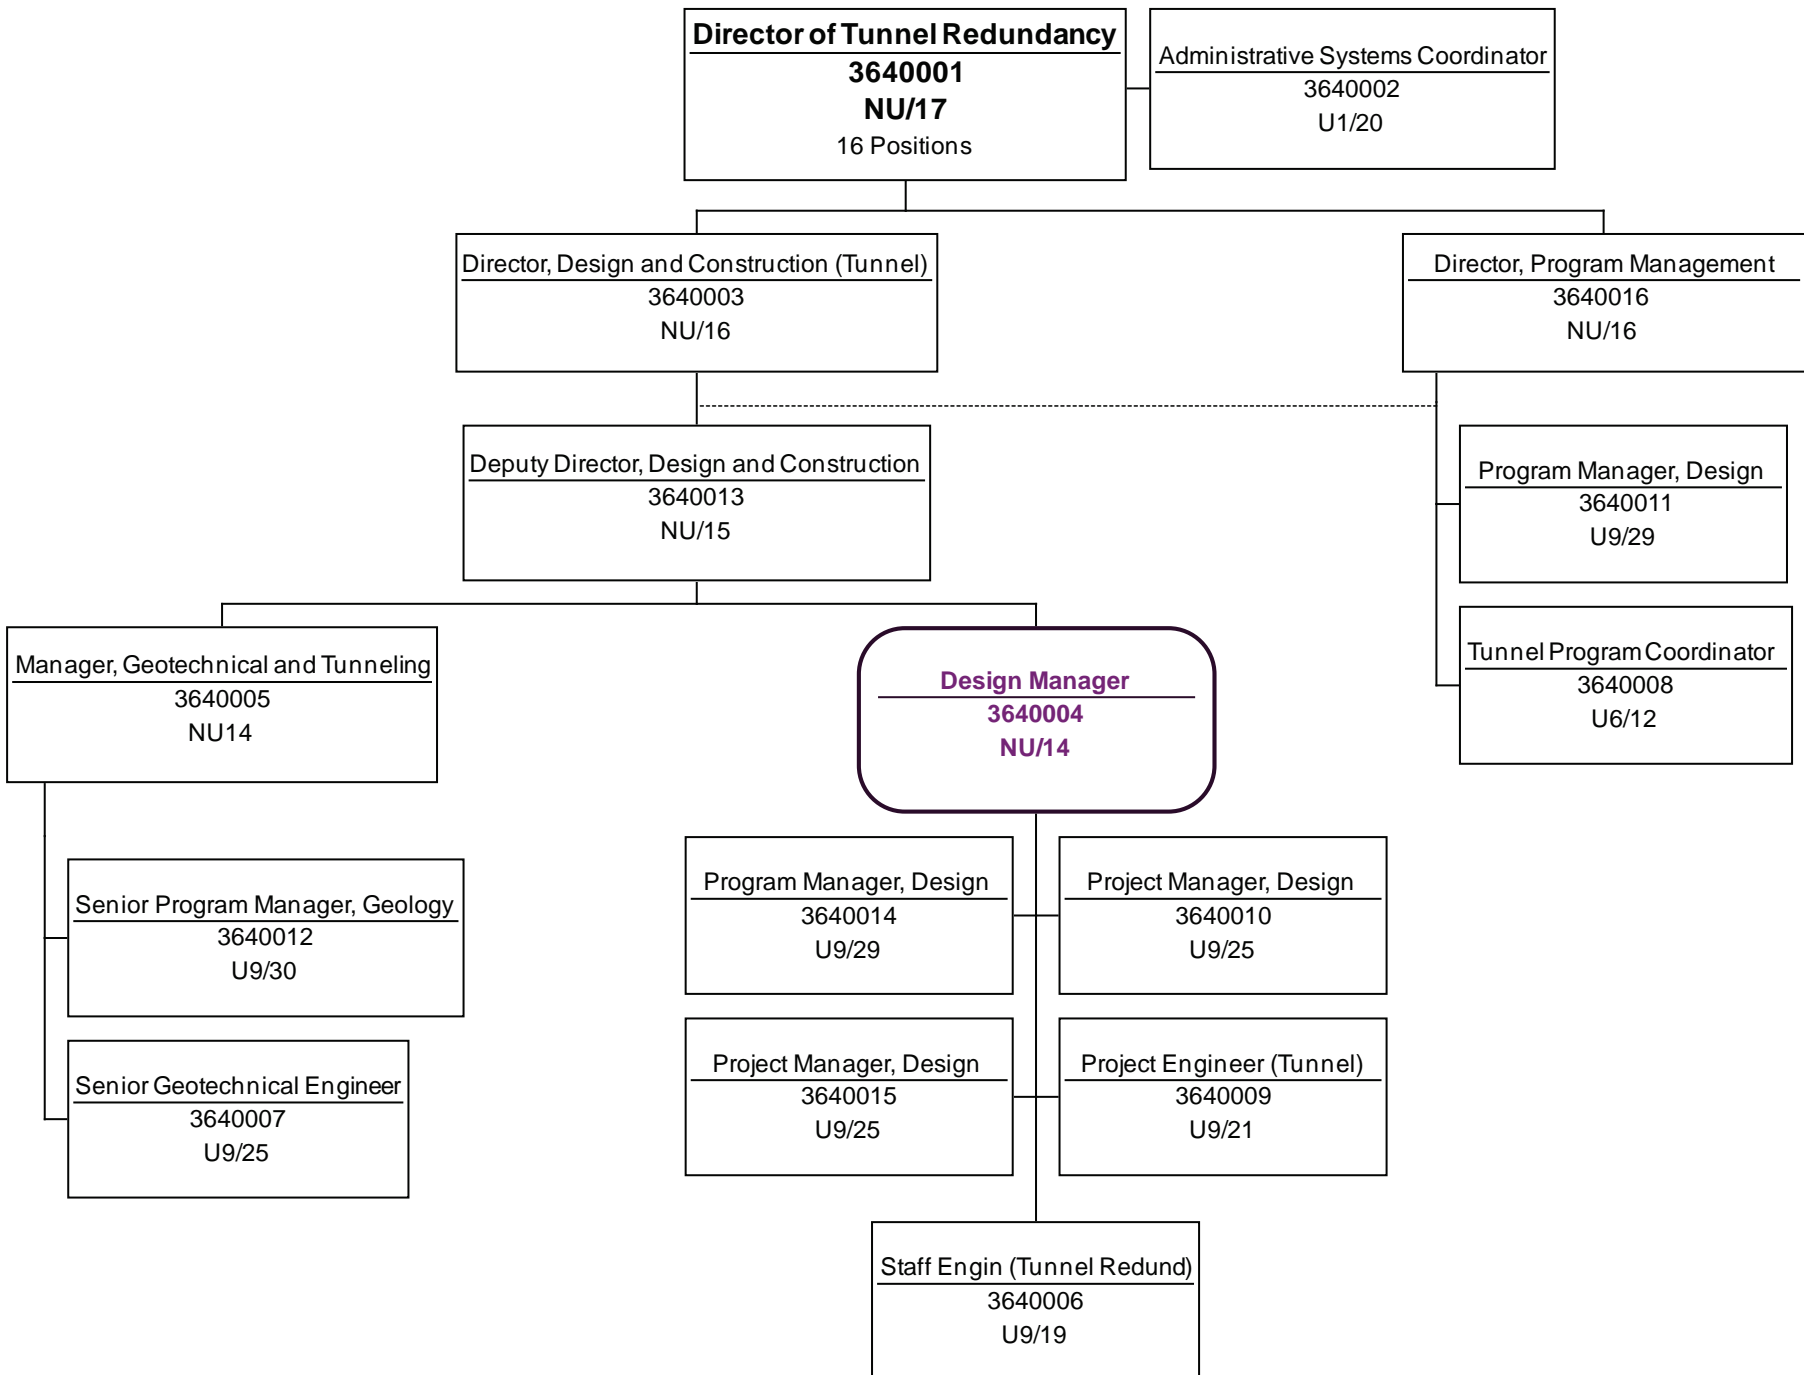 Director of Tunnel Redundancy
3640001
NU/17
16 Positions
Administrative Systems Coordinator
3640002
U1/20
Director, Design and Construction (Tunnel)
3640003
NU/16
Director, Program Management
3640016
NU/16
Deputy Director, Design and Construction
3640013
NU/15
Program Manager, Design
3640011
U9/29
Manager, Geotechnical and Tunneling
3640005
NU14
Design Manager
3640004
NU/14
Tunnel Program Coordinator
3640008
U6/12
Senior Program Manager, Geology
3640012
U9/30
Program Manager, Design
3640014
U9/29
Project Manager, Design
3640010
U9/25
Senior Geotechnical Engineer
3640007
U9/25
Project Manager, Design
3640015
U9/25
Project Engineer (Tunnel)
3640009
U9/21
Staff Engin (Tunnel Redund)
3640006
U9/19